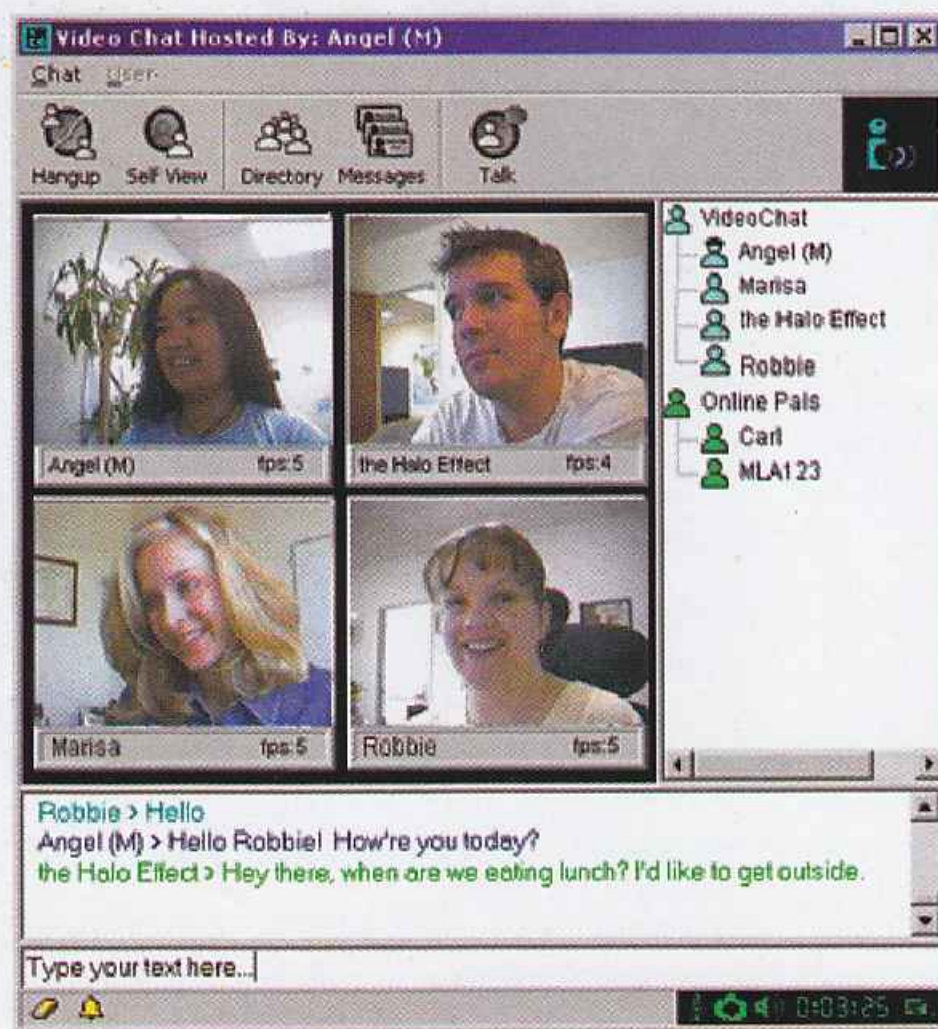 Video Chat Hosted By: Angel (M)
Chat User
Hangup Self View Directory Messages Talk
Angel (M) fps:5
the Halo Effect fps:4
Marisa fps:5
Robbie fps:5
VideoChat
Angel (M)
Marisa
the Halo Effect
Robbie
Online Pals
Carl
MLA123
Robbie > Hello
Angel (M) > Hello Robbie! How're you today?
the Halo Effect > Hey there, when are we eating lunch? I'd like to get outside.
Type your text here...
0:03:25